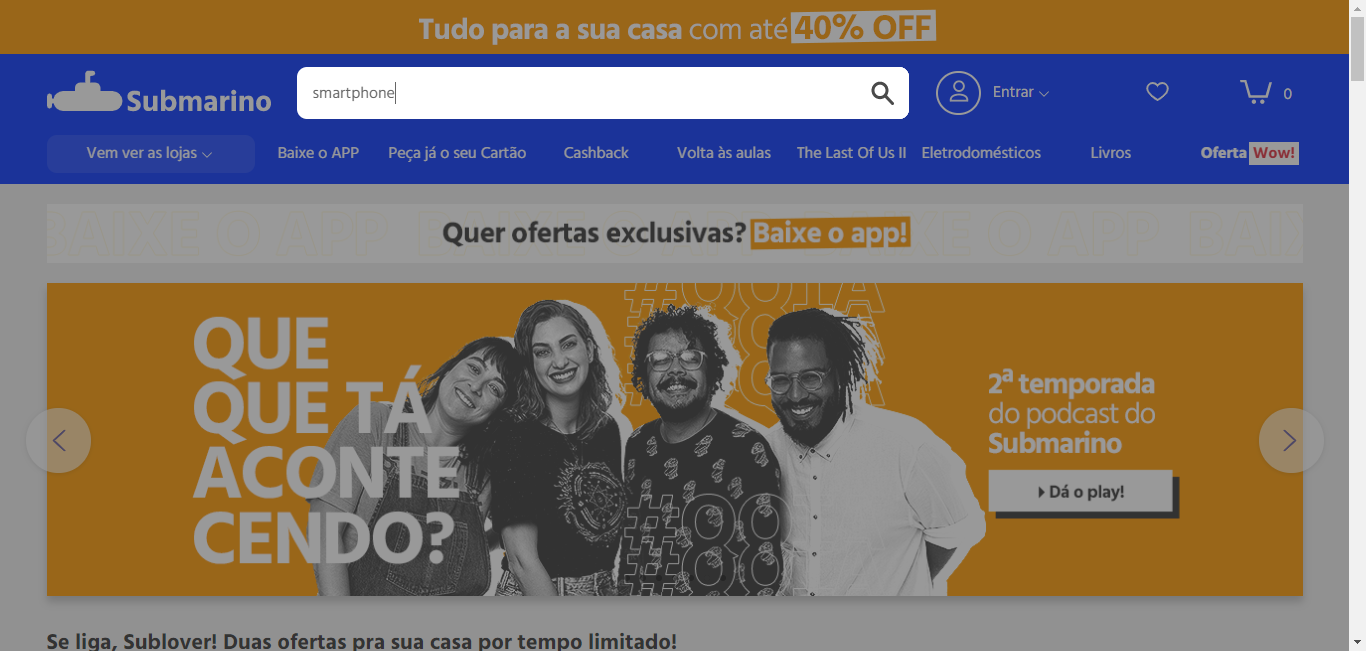 Tudo para a sua casa com até 40% OFF
Submarino
smartphone
Entrar
0
Vem ver as lojas
Baixe o APP
Peça já o seu Cartão
Cashback
Volta às aulas
The Last Of Us II
Eletrodomésticos
Livros
Oferta Wow!
Quer ofertas exclusivas? Baixe o app!
QUE
QUE TÁ
ACONTE
CENDO?
2ª temporada
do podcast do
Submarino
Dá o play!
Se liga, Sublover! Duas ofertas pra sua casa por tempo limitado!